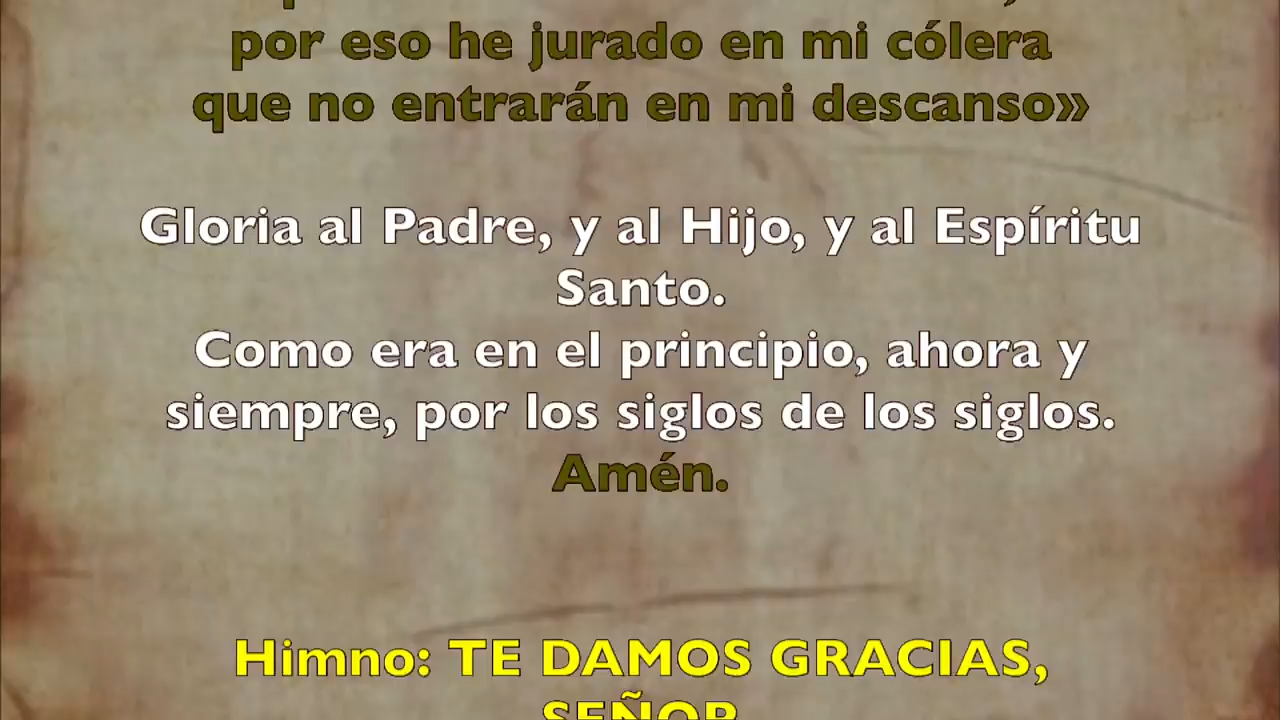 por eso he jurado en mi cólera
que no entrarán en mi descanso»
Gloria al Padre, y al Hijo, y al Espíritu
Santo.
Como era en el principio, ahora y
siempre, por los siglos de los siglos.
Amén.
Himno: TE DAMOS GRACIAS,
SEÑOR